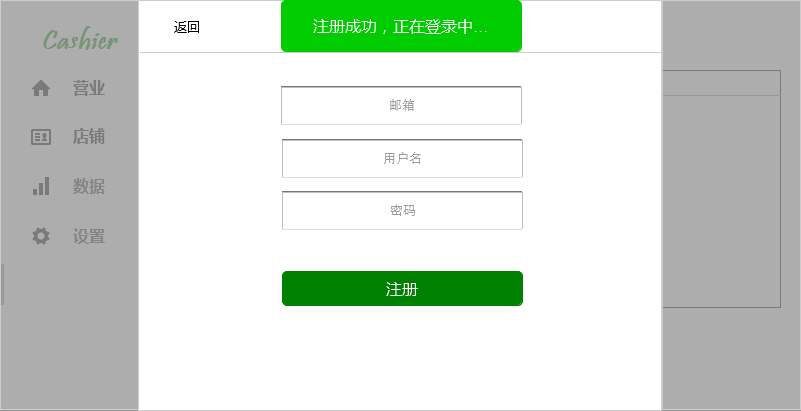 Cashier
营业
店铺
数据
设置
返回
注册成功，正在登录中...
邮箱
用户名
密码
注册